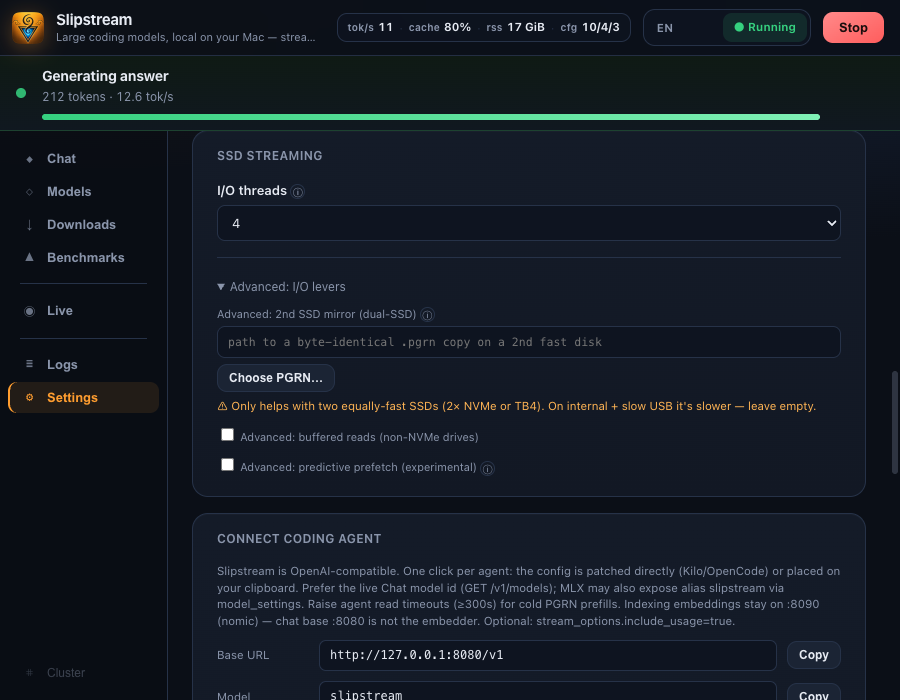 Slipstream
Large coding models, local on your Mac — strea...
tok/s 11 · cache 80% · rss 17 GiB · cfg 10/4/3
EN
Running
Stop
Generating answer
212 tokens · 12.6 tok/s
Chat
Models
Downloads
Benchmarks
Live
Logs
Settings
Cluster
SSD STREAMING
I/O threads ⓘ
4
▼ Advanced: I/O levers
Advanced: 2nd SSD mirror (dual-SSD) ⓘ
path to a byte-identical .pgrn copy on a 2nd fast disk
Choose PGRN...
⚠ Only helps with two equally-fast SSDs (2× NVMe or TB4). On internal + slow USB it's slower — leave empty.
Advanced: buffered reads (non-NVMe drives)
Advanced: predictive prefetch (experimental) ⓘ
CONNECT CODING AGENT
Slipstream is OpenAI-compatible. One click per agent: the config is patched directly (Kilo/OpenCode) or placed on
your clipboard. Prefer the live Chat model id (GET /v1/models); MLX may also expose alias slipstream via
model_settings. Raise agent read timeouts (≥300s) for cold PGRN prefills. Indexing embeddings stay on :8090
(nomic) — chat base :8080 is not the embedder. Optional: stream_options.include_usage=true.
Base URL
http://127.0.0.1:8080/v1
Copy
Model
slipstream
Copy